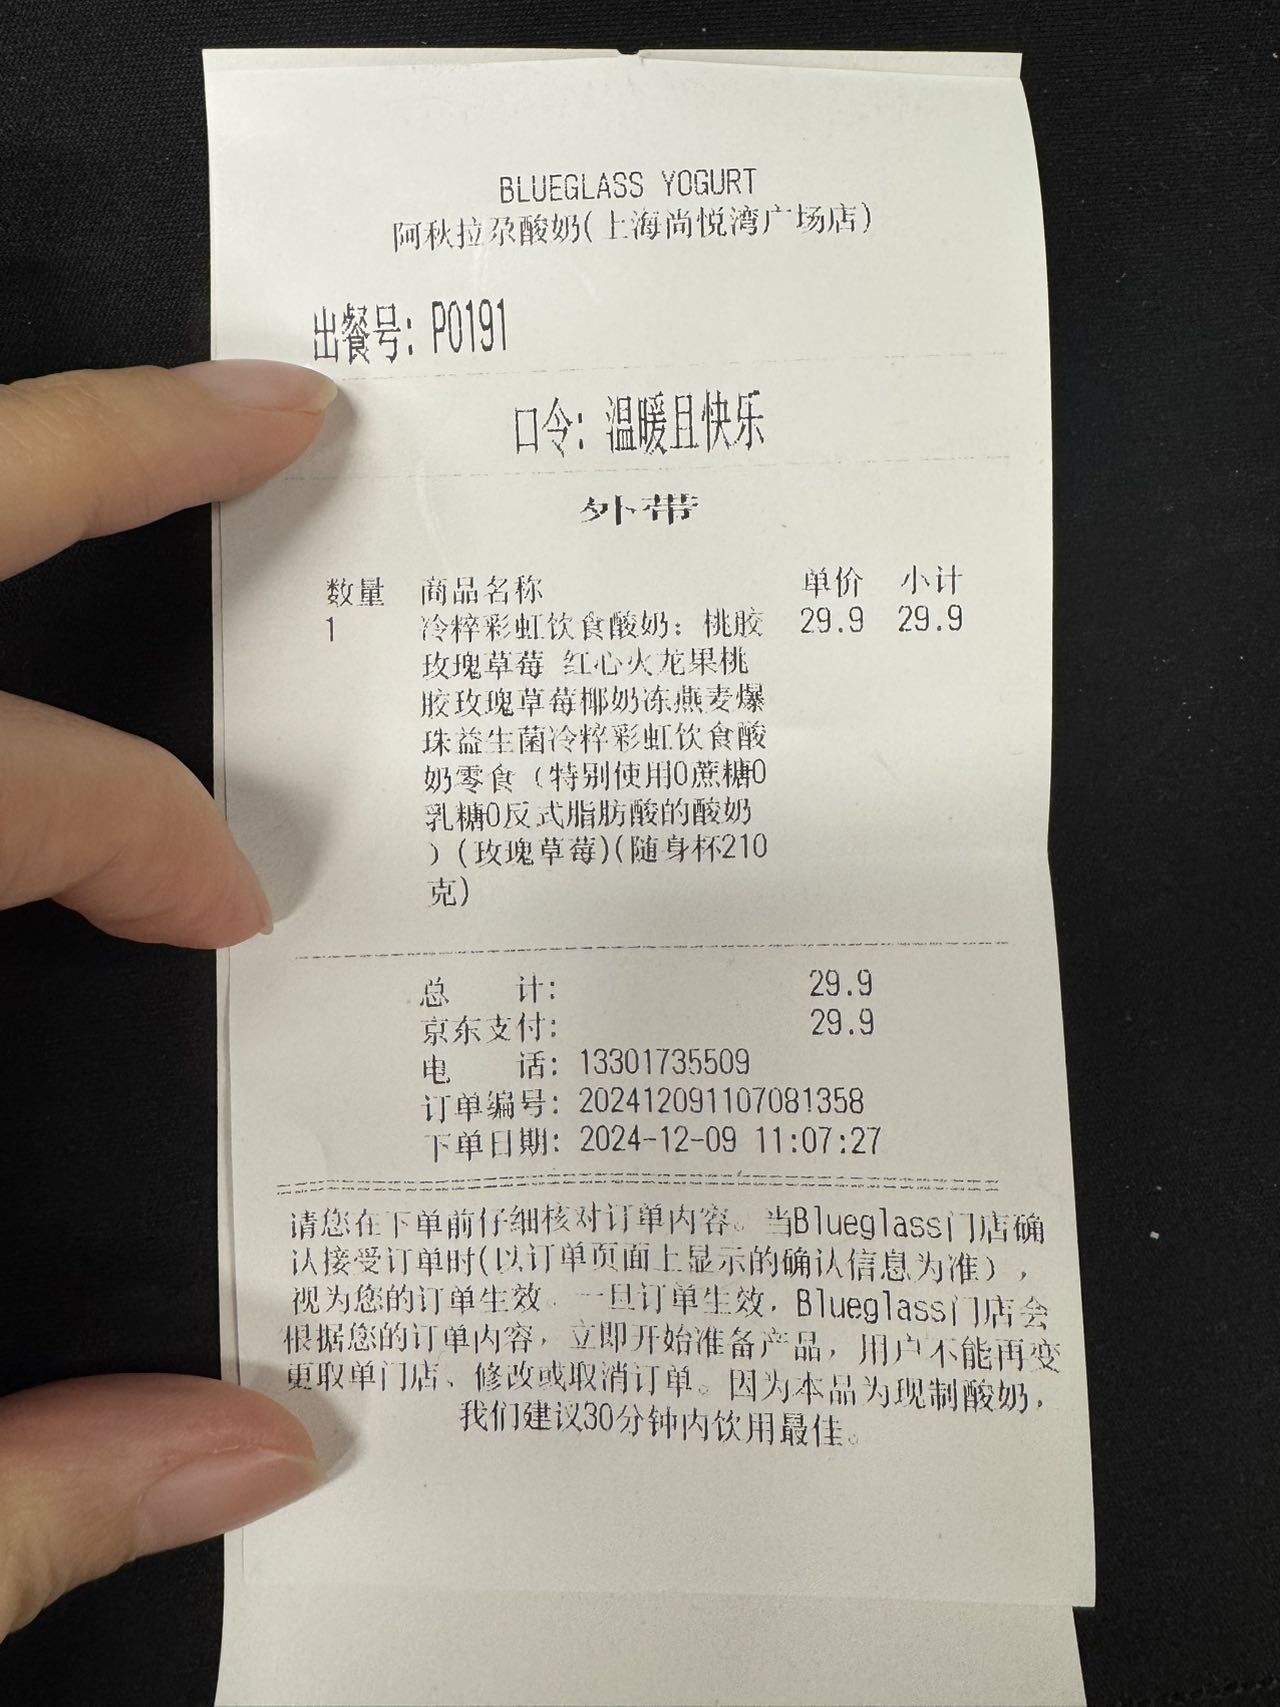 BLUEGLASS YOGURT
阿秋拉尕酸奶(上海尚悦湾广场店)
出餐号: P0191
口令: 温暖且快乐
外带
数量 商品名称 单价 小计
1 冷粹彩虹饮食酸奶: 桃胶 29.9 29.9
玫瑰草莓 红心火龙果桃
胶玫瑰草莓椰奶冻燕麦爆
珠益生菌冷粹彩虹饮食酸
奶零食 (特别使用0蔗糖0
乳糖0反式脂肪酸的酸奶
)(玫瑰草莓)(随身杯210
克)
总 计: 29.9
京东支付: 29.9
电 话: 13301735509
订单编号: 202412091107081358
下单日期: 2024-12-09 11:07:27
请您在下单前仔细核对订单内容。当Blueglass门店确
认接受订单时(以订单页面上显示的确认信息为准),
视为您的订单生效。一旦订单生效, Blueglass门店会
根据您的订单内容, 立即开始准备产品, 用户不能再变
更取单门店、修改或取消订单。因为本品为现制酸奶,
我们建议30分钟内饮用最佳。